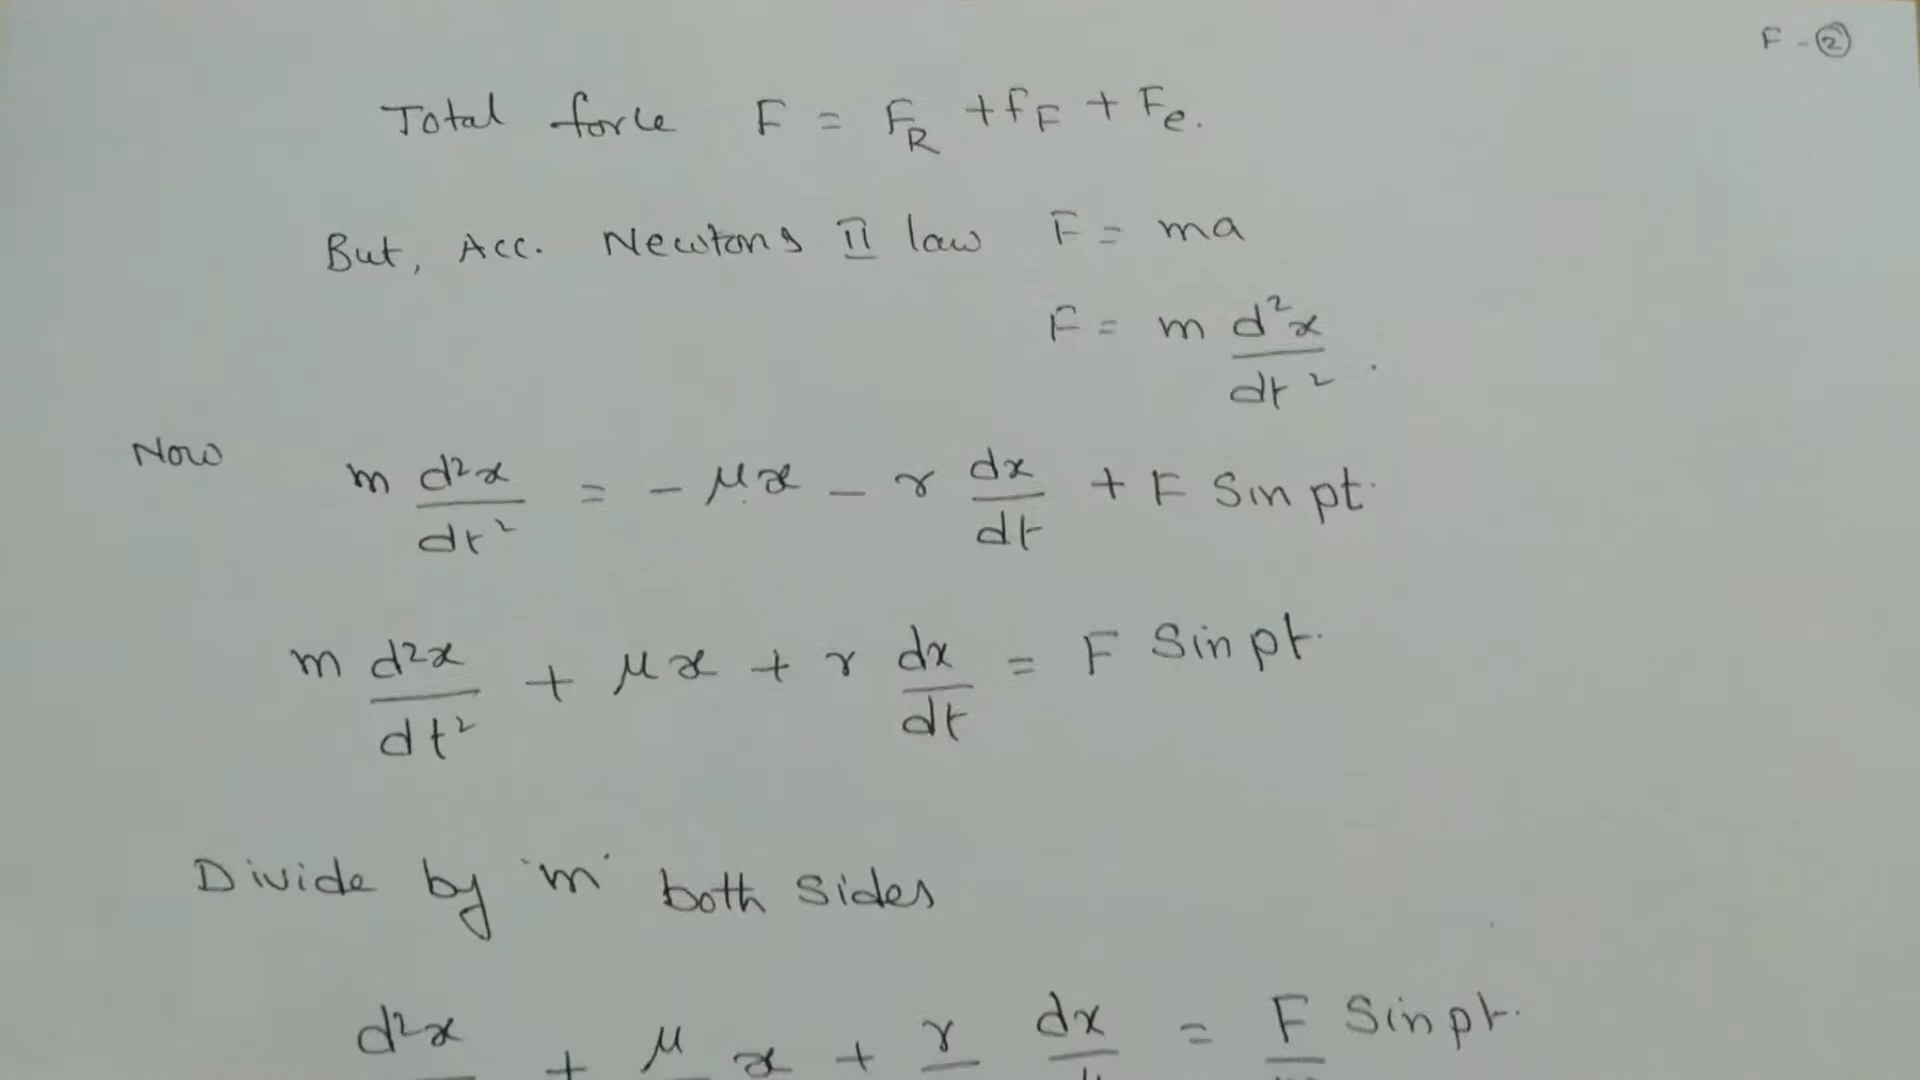 F - ②
Total force F = F_R + f_F + F_e.
But, Acc. Newtons II law F = ma
F = m d²x/dt² .
Now m d²x/dt² = - μx - r dx/dt + F Sin pt.
m d²x/dt² + μx + r dx/dt = F Sin pt.
Divide by 'm' both sides
d²x + μ x + r dx = F Sin pt.